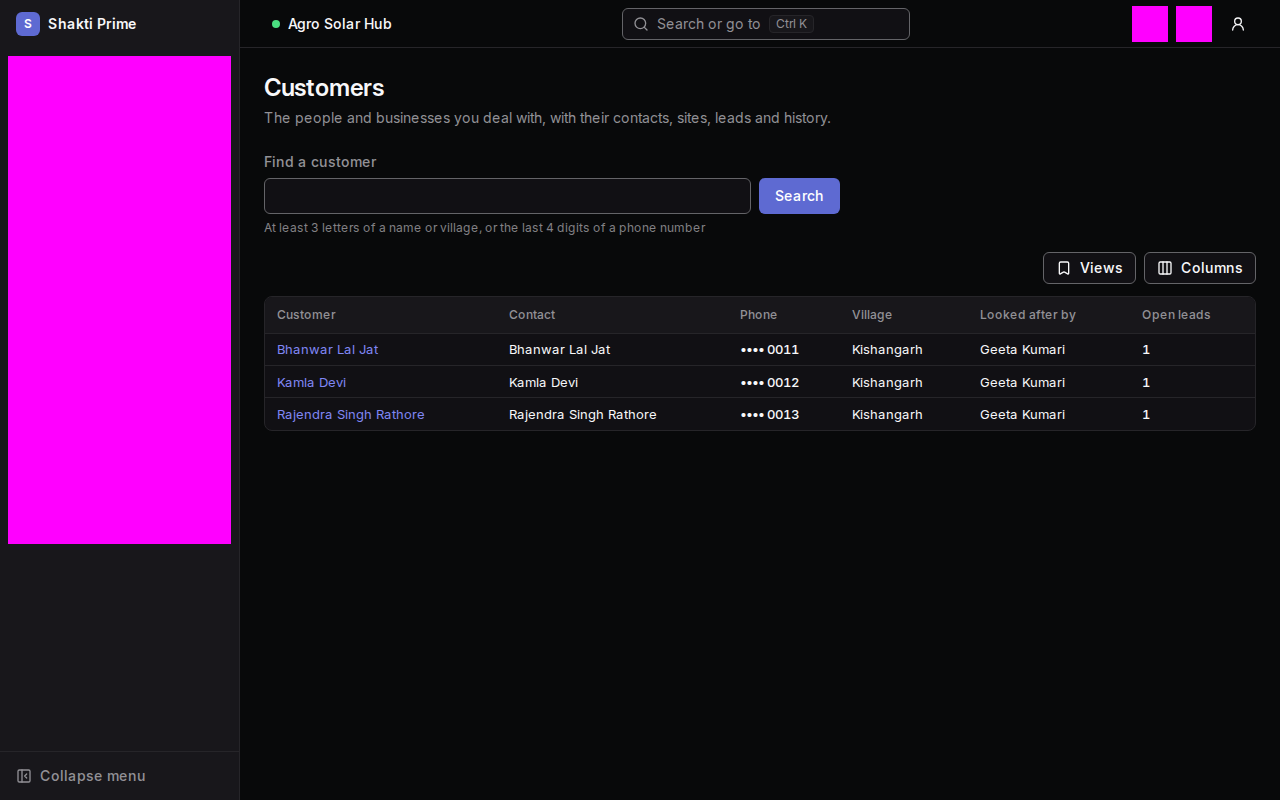 S Shakti Prime
Agro Solar Hub
Search or go to Ctrl K
Customers
The people and businesses you deal with, with their contacts, sites, leads and history.
Find a customer
Search
At least 3 letters of a name or village, or the last 4 digits of a phone number
Views Columns
Customer Contact Phone Village Looked after by Open leads
Bhanwar Lal Jat Bhanwar Lal Jat •••• 0011 Kishangarh Geeta Kumari 1
Kamla Devi Kamla Devi •••• 0012 Kishangarh Geeta Kumari 1
Rajendra Singh Rathore Rajendra Singh Rathore •••• 0013 Kishangarh Geeta Kumari 1
Collapse menu